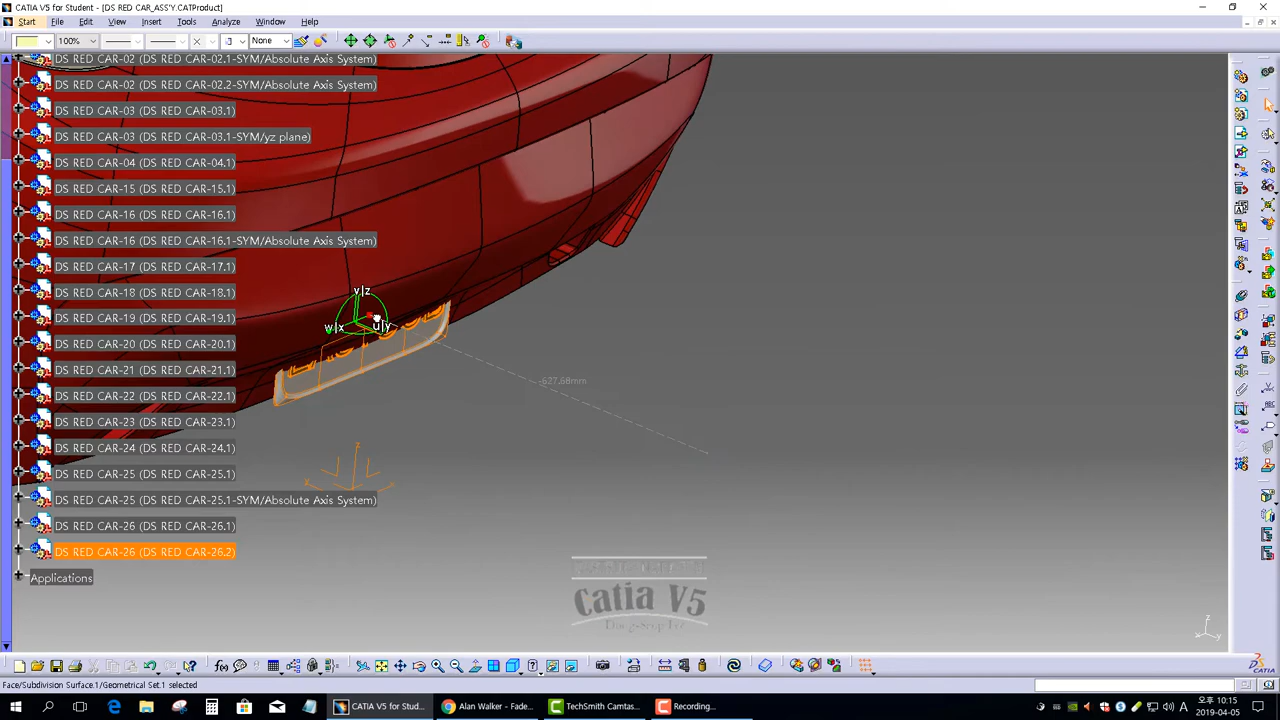 CATIA V5 for Student - [DS RED CAR_ASS'Y.CATProduct]
Start File Edit View Insert Tools Analyze Window Help
100% None
DS RED CAR-02 (DS RED CAR-02.1-SYM/Absolute Axis System)
DS RED CAR-02 (DS RED CAR-02.2-SYM/Absolute Axis System)
DS RED CAR-03 (DS RED CAR-03.1)
DS RED CAR-03 (DS RED CAR-03.1-SYM/yz plane)
DS RED CAR-04 (DS RED CAR-04.1)
DS RED CAR-15 (DS RED CAR-15.1)
DS RED CAR-16 (DS RED CAR-16.1)
DS RED CAR-16 (DS RED CAR-16.1-SYM/Absolute Axis System)
DS RED CAR-17 (DS RED CAR-17.1)
DS RED CAR-18 (DS RED CAR-18.1)
v|z
DS RED CAR-19 (DS RED CAR-19.1)
w|x u|y
DS RED CAR-20 (DS RED CAR-20.1)
DS RED CAR-21 (DS RED CAR-21.1)
-627.68mm
DS RED CAR-22 (DS RED CAR-22.1)
DS RED CAR-23 (DS RED CAR-23.1)
DS RED CAR-24 (DS RED CAR-24.1)
z
DS RED CAR-25 (DS RED CAR-25.1)
DS RED CAR-25 (DS RED CAR-25.1-SYM/Absolute Axis System)
DS RED CAR-26 (DS RED CAR-26.1)
DS RED CAR-26 (DS RED CAR-26.2)
Applications
Catia V5
z
x y
Face/Subdivision Surface.1/Geometrical Set.1 selected
CATIA V5 for Stud... Alan Walker - Fade... TechSmith Camtas... Recording... A 오후 10:15
2019-04-05